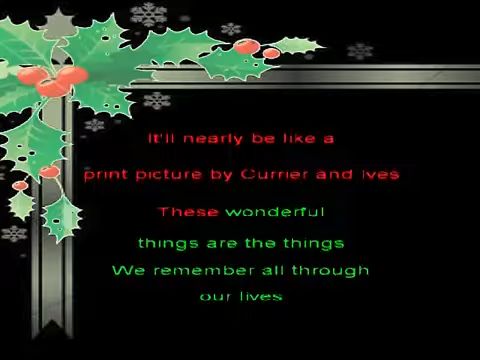 It'll nearly be like a
print picture by Currier and Ives
These wonderful
things are the things
We remember all through
our lives